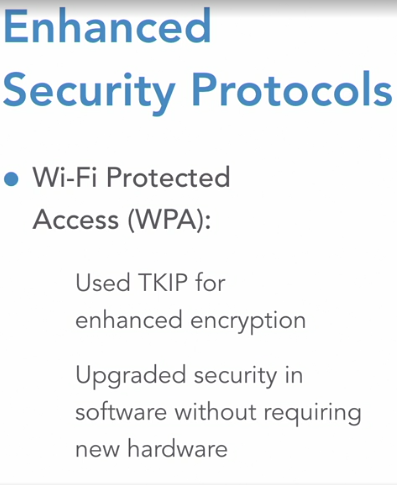 Enhanced
Security Protocols
• Wi-Fi Protected
Access (WPA):
Used TKIP for
enhanced encryption
Upgraded security in
software without requiring
new hardware